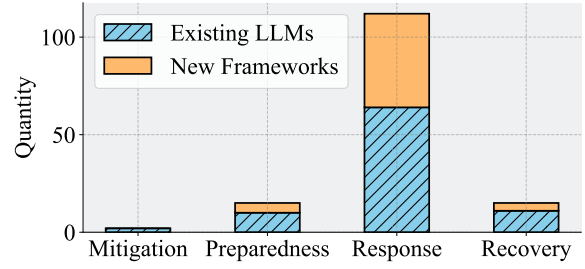 Existing LLMs
New Frameworks
Quantity
100
50
0
Mitigation Preparedness Response Recovery